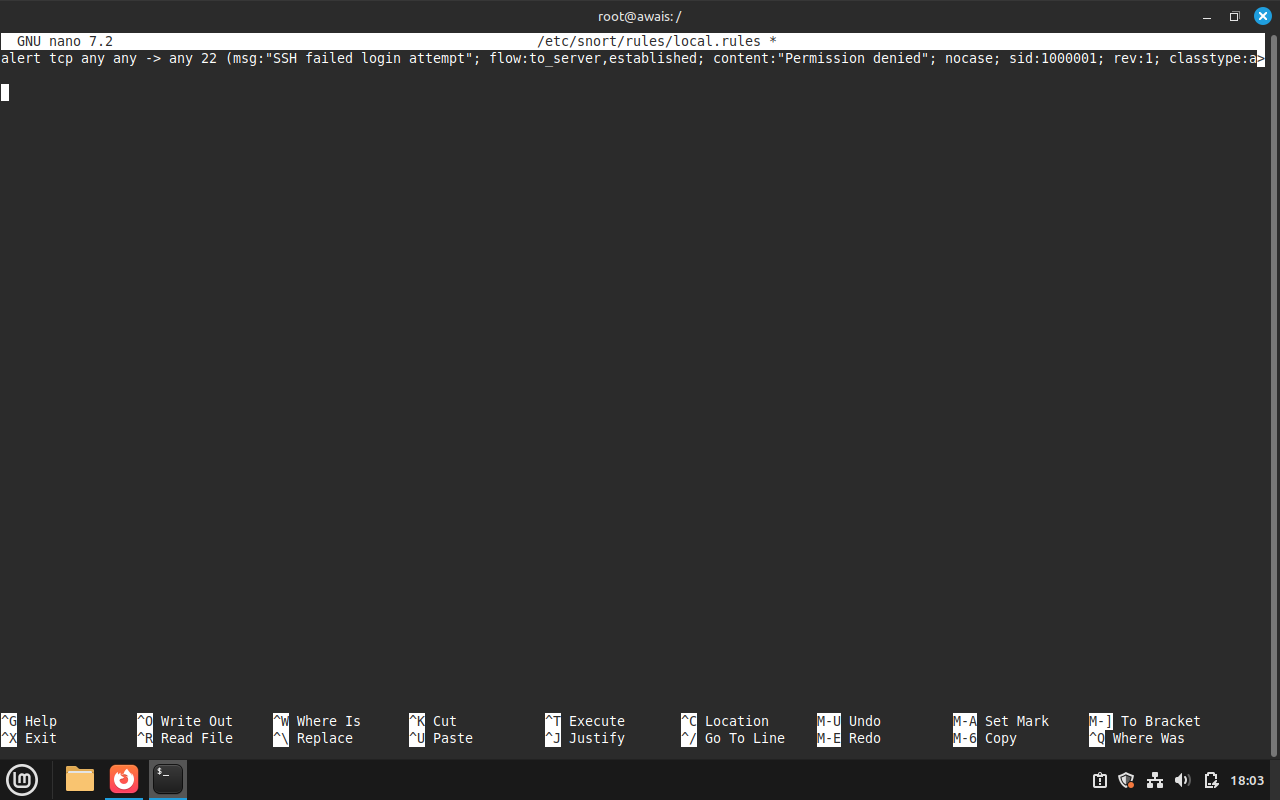 root@awais: /
GNU nano 7.2 /etc/snort/rules/local.rules *
alert tcp any any -> any 22 (msg:"SSH failed login attempt"; flow:to_server,established; content:"Permission denied"; nocase; sid:1000001; rev:1; classtype:a>
^G Help ^O Write Out ^W Where Is ^K Cut ^T Execute ^C Location M-U Undo M-A Set Mark M-] To Bracket
^X Exit ^R Read File ^\ Replace ^U Paste ^J Justify ^/ Go To Line M-E Redo M-6 Copy ^Q Where Was
$_
18:03